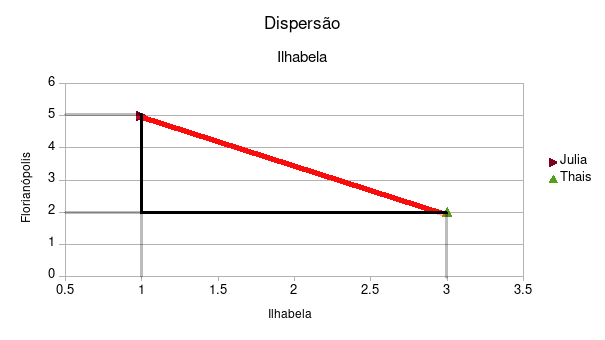 Dispersão
Ilhabela
6
5
4
3
2
1
0
Florianópolis
0.5 1 1.5 2 2.5 3 3.5
Ilhabela
Julia
Thais